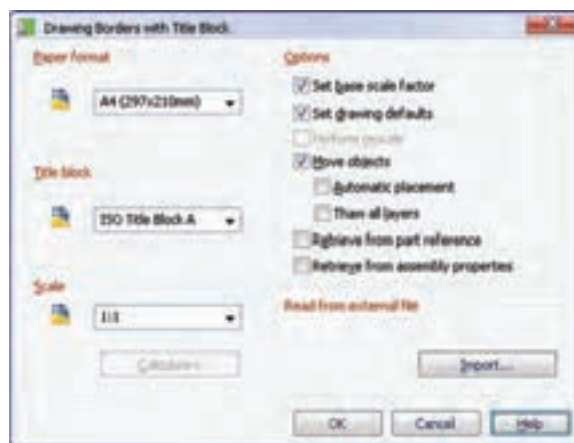 Drawing Borders with Title Block
Paper format
A4 (297x210mm)
Title block
ISO Title Block A
Scale
1:1
Calculate <
Options
Set base scale factor
Set drawing defaults
Perform rescale
Move objects
Automatic placement
Thaw all layers
Retrieve from part reference
Retrieve from assembly properties
Read from external file
Import...
OK
Cancel
Help